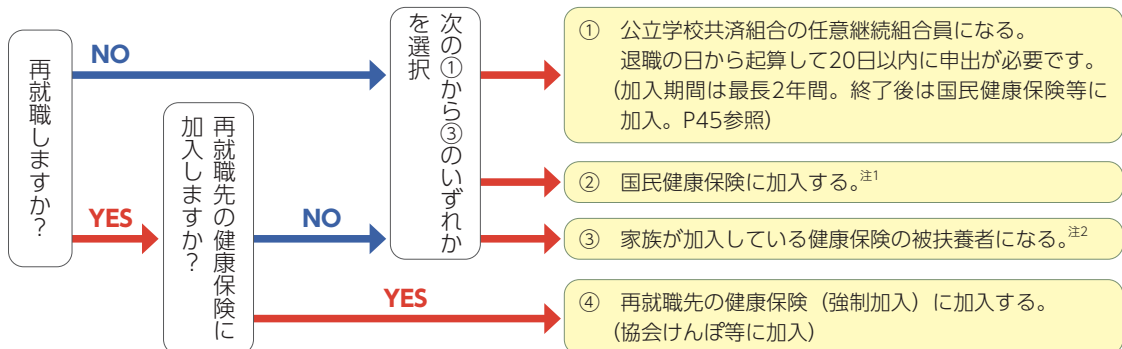 再就職しますか？
NO
YES
再就職先の健康保険に
加入しますか？
NO
YES
次の①から③のいずれか
を選択
① 公立学校共済組合の任意継続組合員になる。
退職の日から起算して20日以内に申出が必要です。
（加入期間は最長2年間。終了後は国民健康保険等に
加入。P45参照）
② 国民健康保険に加入する。注1
③ 家族が加入している健康保険の被扶養者になる。注2
④ 再就職先の健康保険（強制加入）に加入する。
（協会けんぽ等に加入）